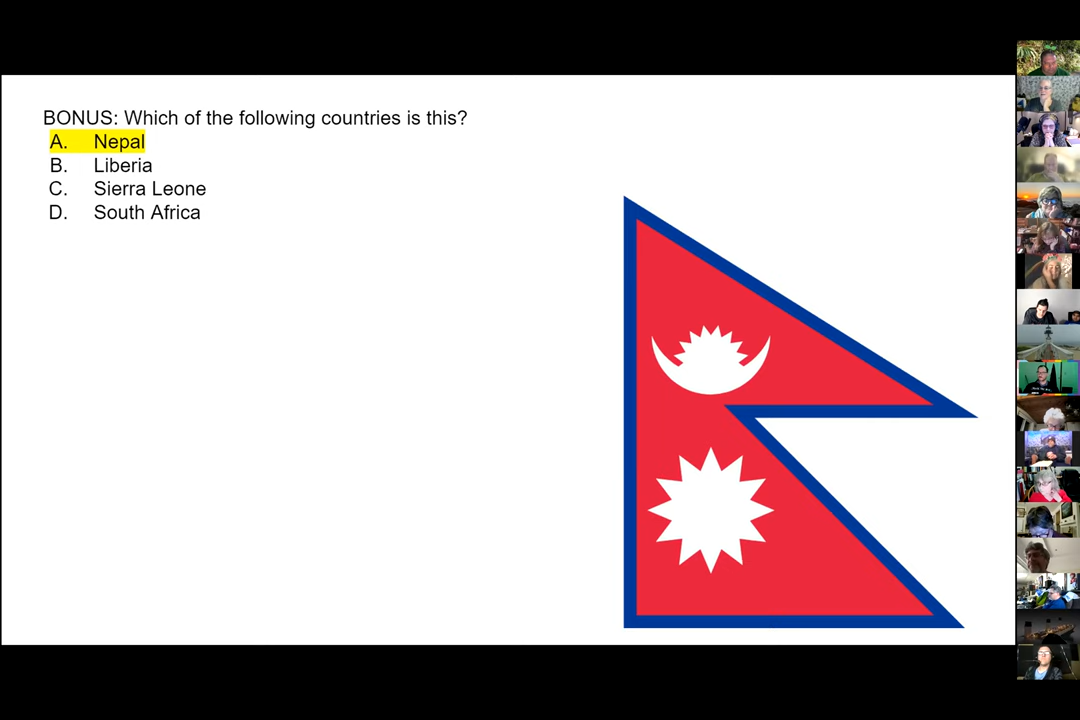 BONUS: Which of the following countries is this?
A. Nepal
B. Liberia
C. Sierra Leone
D. South Africa